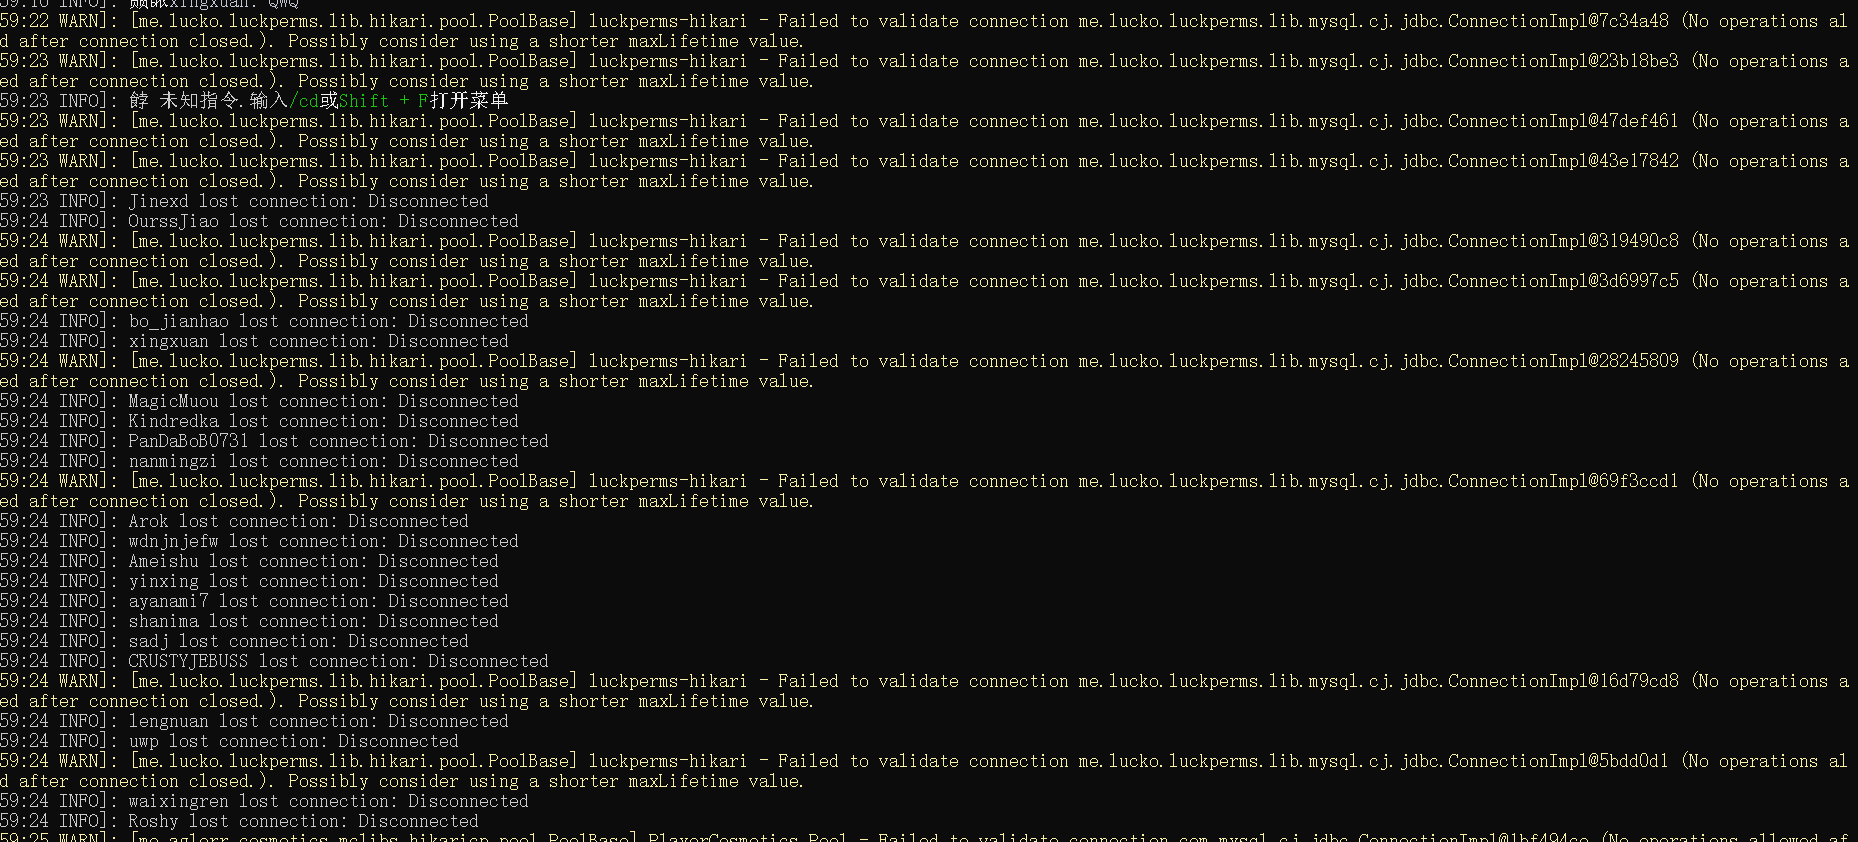 59:10 INFO]: xingxuan: QWQ
59:22 WARN]: [me.lucko.luckperms.lib.hikari.pool.PoolBase] luckperms-hikari - Failed to validate connection me.lucko.luckperms.lib.mysql.cj.jdbc.ConnectionImpl@7c34a48 (No operations al
d after connection closed.). Possibly consider using a shorter maxLifetime value.
59:23 WARN]: [me.lucko.luckperms.lib.hikari.pool.PoolBase] luckperms-hikari - Failed to validate connection me.lucko.luckperms.lib.mysql.cj.jdbc.ConnectionImpl@23b18be3 (No operations a
ed after connection closed.). Possibly consider using a shorter maxLifetime value.
59:23 INFO]: 未知指令.输入/cd或Shift + F打开菜单
59:23 WARN]: [me.lucko.luckperms.lib.hikari.pool.PoolBase] luckperms-hikari - Failed to validate connection me.lucko.luckperms.lib.mysql.cj.jdbc.ConnectionImpl@47def461 (No operations a
ed after connection closed.). Possibly consider using a shorter maxLifetime value.
59:23 WARN]: [me.lucko.luckperms.lib.hikari.pool.PoolBase] luckperms-hikari - Failed to validate connection me.lucko.luckperms.lib.mysql.cj.jdbc.ConnectionImpl@43e17842 (No operations a
ed after connection closed.). Possibly consider using a shorter maxLifetime value.
59:23 INFO]: Jinexd lost connection: Disconnected
59:24 INFO]: OurssJiao lost connection: Disconnected
59:24 WARN]: [me.lucko.luckperms.lib.hikari.pool.PoolBase] luckperms-hikari - Failed to validate connection me.lucko.luckperms.lib.mysql.cj.jdbc.ConnectionImpl@319490c8 (No operations a
ed after connection closed.). Possibly consider using a shorter maxLifetime value.
59:24 WARN]: [me.lucko.luckperms.lib.hikari.pool.PoolBase] luckperms-hikari - Failed to validate connection me.lucko.luckperms.lib.mysql.cj.jdbc.ConnectionImpl@3d6997c5 (No operations a
ed after connection closed.). Possibly consider using a shorter maxLifetime value.
59:24 INFO]: bo_jianhao lost connection: Disconnected
59:24 INFO]: xingxuan lost connection: Disconnected
59:24 WARN]: [me.lucko.luckperms.lib.hikari.pool.PoolBase] luckperms-hikari - Failed to validate connection me.lucko.luckperms.lib.mysql.cj.jdbc.ConnectionImpl@28245809 (No operations a
ed after connection closed.). Possibly consider using a shorter maxLifetime value.
59:24 INFO]: MagicMuou lost connection: Disconnected
59:24 INFO]: Kindredka lost connection: Disconnected
59:24 INFO]: PanDaBoB0731 lost connection: Disconnected
59:24 INFO]: nanmingzi lost connection: Disconnected
59:24 WARN]: [me.lucko.luckperms.lib.hikari.pool.PoolBase] luckperms-hikari - Failed to validate connection me.lucko.luckperms.lib.mysql.cj.jdbc.ConnectionImpl@69f3ccd1 (No operations a
ed after connection closed.). Possibly consider using a shorter maxLifetime value.
59:24 INFO]: Arok lost connection: Disconnected
59:24 INFO]: wdnjnjefw lost connection: Disconnected
59:24 INFO]: Ameishu lost connection: Disconnected
59:24 INFO]: yinxing lost connection: Disconnected
59:24 INFO]: ayanami7 lost connection: Disconnected
59:24 INFO]: shanima lost connection: Disconnected
59:24 INFO]: sadj lost connection: Disconnected
59:24 INFO]: CRUSTYJEBUSS lost connection: Disconnected
59:24 WARN]: [me.lucko.luckperms.lib.hikari.pool.PoolBase] luckperms-hikari - Failed to validate connection me.lucko.luckperms.lib.mysql.cj.jdbc.ConnectionImpl@16d79cd8 (No operations a
ed after connection closed.). Possibly consider using a shorter maxLifetime value.
59:24 INFO]: lengnuan lost connection: Disconnected
59:24 INFO]: uwp lost connection: Disconnected
59:24 WARN]: [me.lucko.luckperms.lib.hikari.pool.PoolBase] luckperms-hikari - Failed to validate connection me.lucko.luckperms.lib.mysql.cj.jdbc.ConnectionImpl@5bdd0d1 (No operations al
d after connection closed.). Possibly consider using a shorter maxLifetime value.
59:24 INFO]: waixingren lost connection: Disconnected
59:24 INFO]: Roshy lost connection: Disconnected
59:25 WARN]: [me.aglerr.cosmetics.mclibs.hikaricp.pool.PoolBase] PlayerCosmetics Pool - Failed to validate connection com.mysql.cj.jdbc.ConnectionImpl@1bf494ce (No operations allowed af